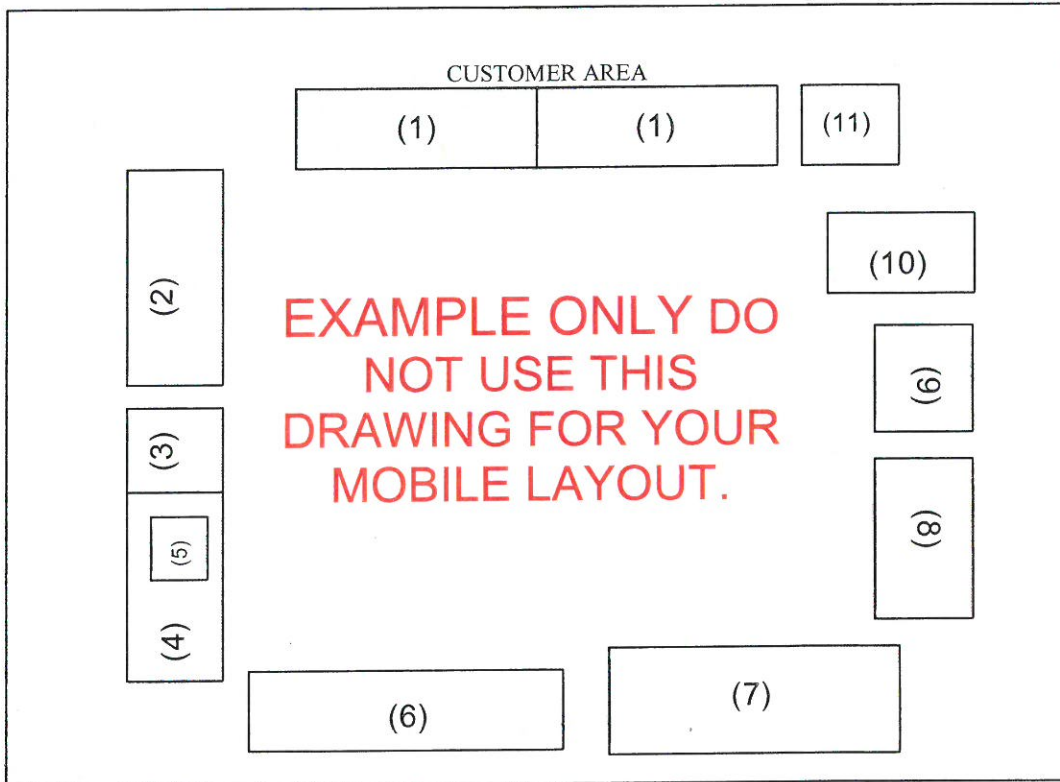 CUSTOMER AREA
(1) (1) (11)
(2)
(10)
EXAMPLE ONLY DO
NOT USE THIS
DRAWING FOR YOUR
MOBILE LAYOUT.
(9)
(3)
(8)
(5)
(4)
(6)
(7)